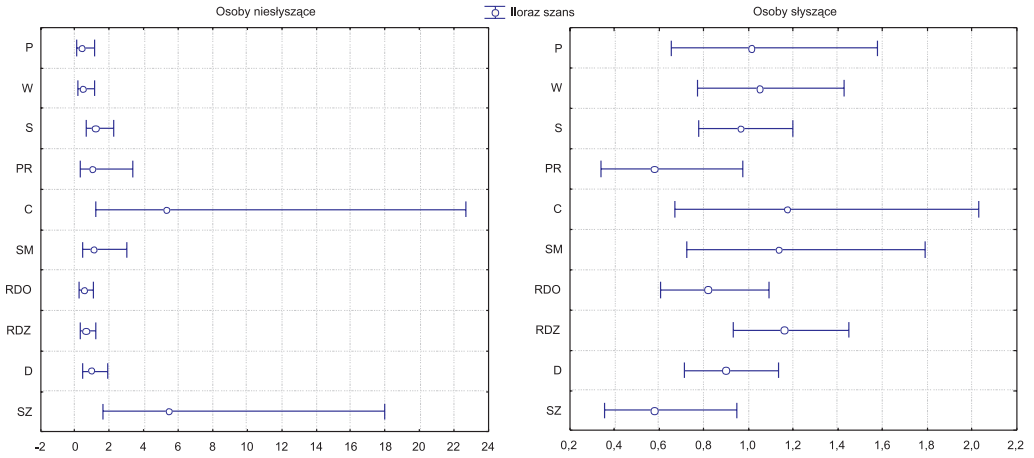 Osoby niesłyszące
Iloraz szans
Osoby słyszące
P
W
S
PR
C
SM
RDO
RDZ
D
SZ
-2 0 2 4 6 8 10 12 14 16 18 20 22 24
P
W
S
PR
C
SM
RDO
RDZ
D
SZ
0,2 0,4 0,6 0,8 1,0 1,2 1,4 1,6 1,8 2,0 2,2